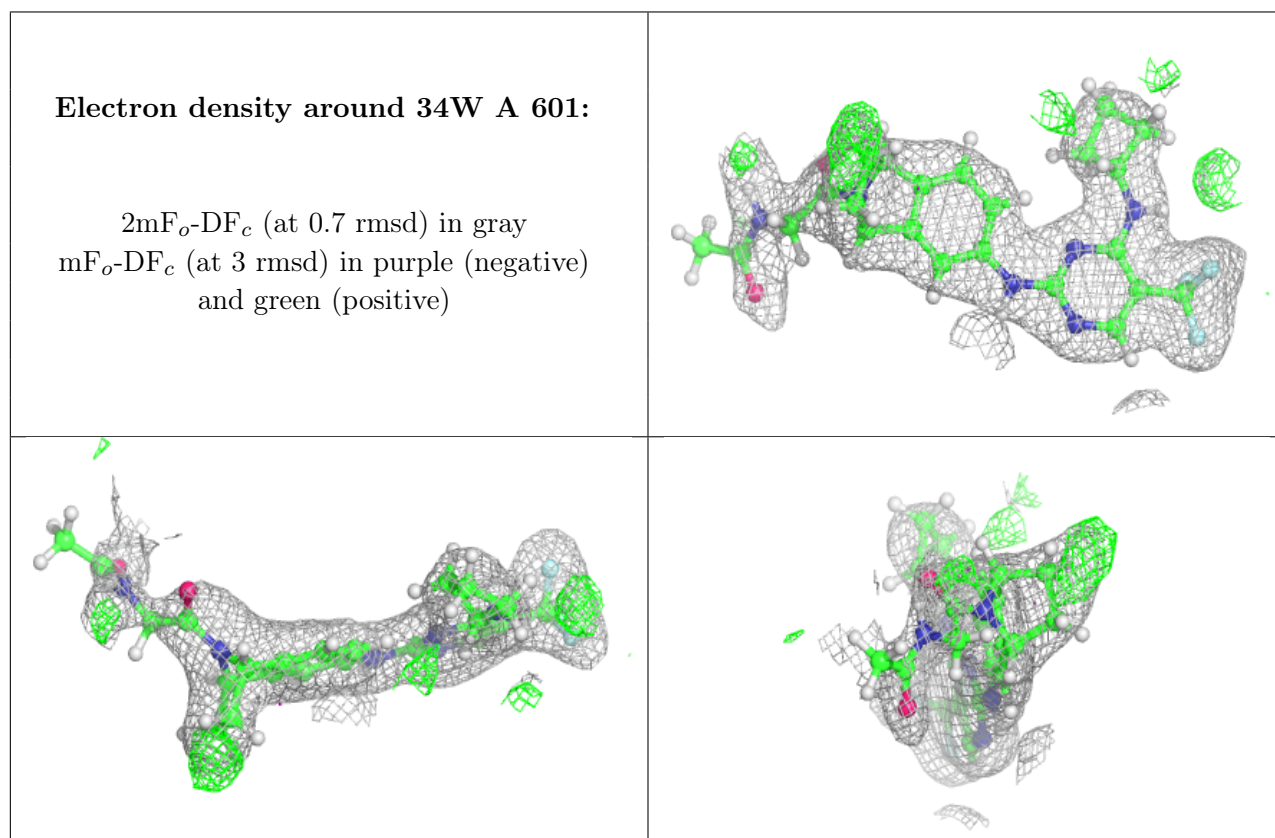 Electron density around 34W A 601:
2mFo-DFc (at 0.7 rmsd) in gray
mFo-DFc (at 3 rmsd) in purple (negative)
and green (positive)